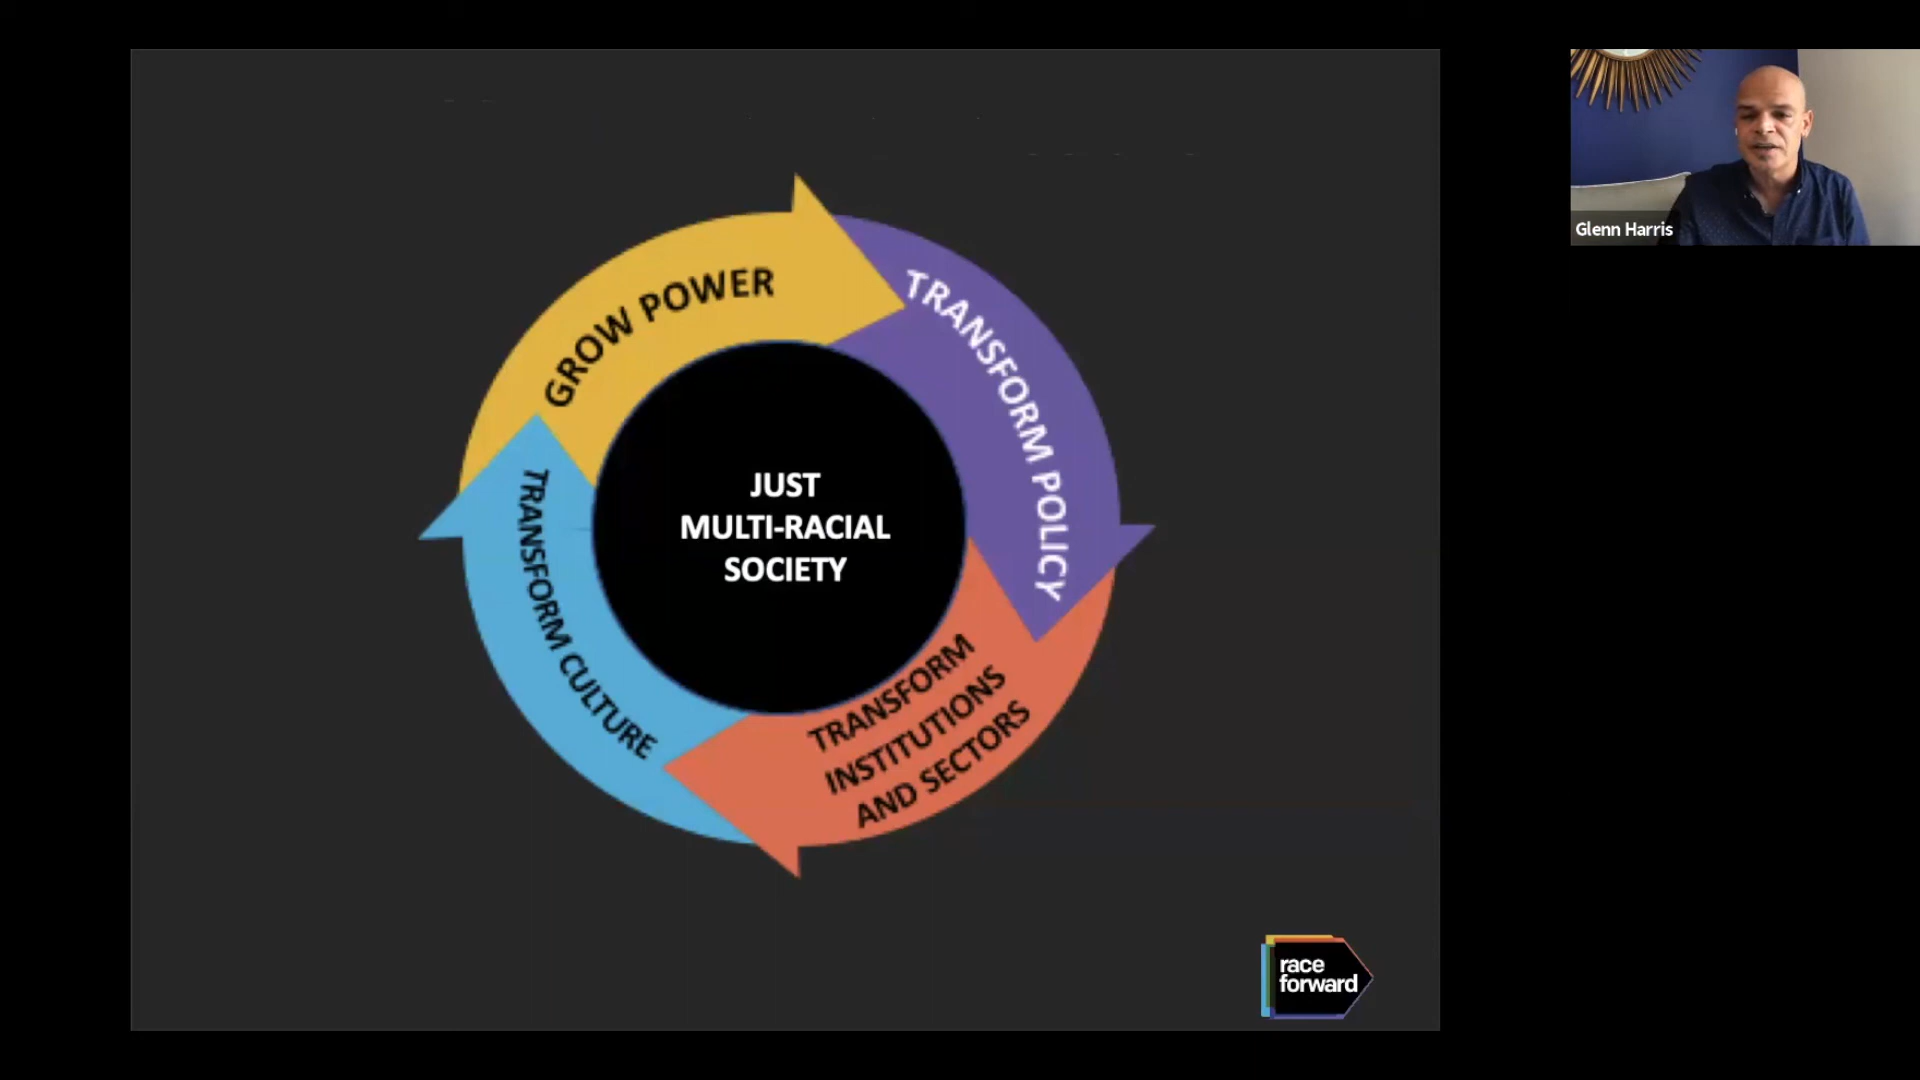 GROW POWER
TRANSFORM POLICY
TRANSFORM
INSTITUTIONS
AND SECTORS
TRANSFORM CULTURE
JUST
MULTI-RACIAL
SOCIETY
race
forward
Glenn Harris